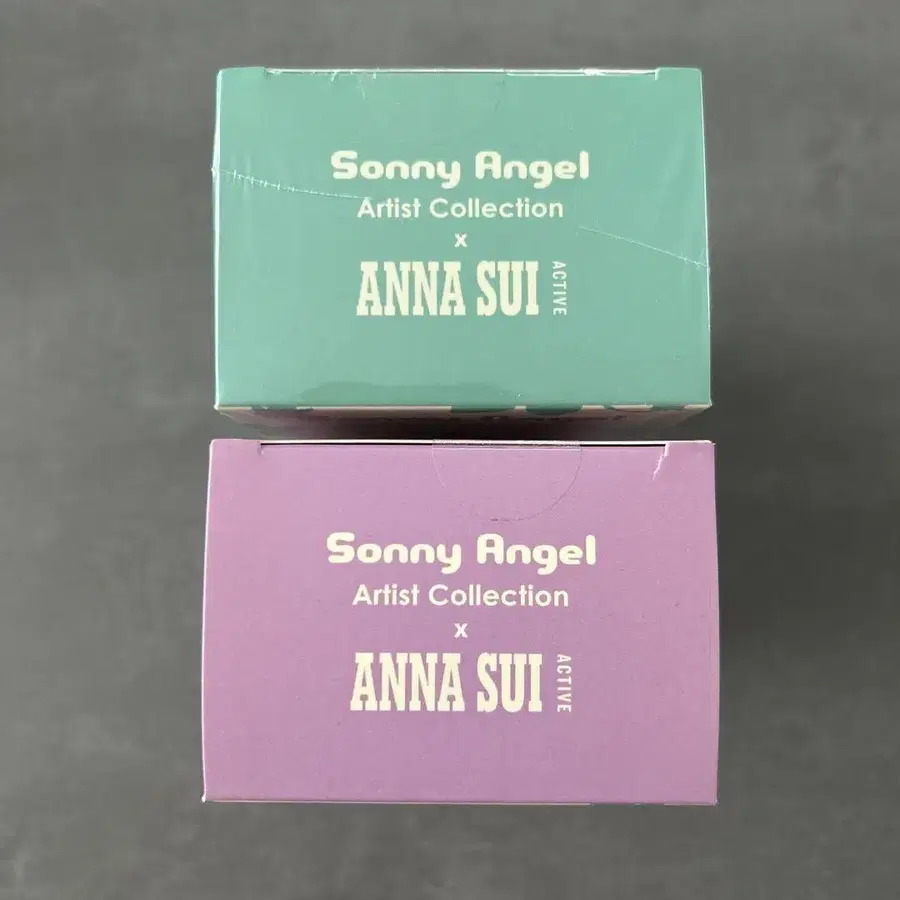 Sonny Angel
Artist Collection
x
ANNA SUI ACTIVE
Sonny Angel
Artist Collection
x
ANNA SUI ACTIVE